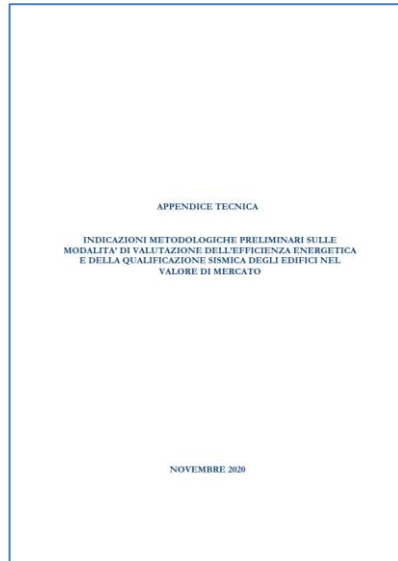 APPENDICE TECNICA
INDICAZIONI METODOLOGICHE PRELIMINARI SULLE
MODALITA' DI VALUTAZIONE DELL'EFFICIENZA ENERGETICA
E DELLA QUALIFICAZIONE SISMICA DEGLI EDIFICI NEL
VALORE DI MERCATO
NOVEMBRE 2020